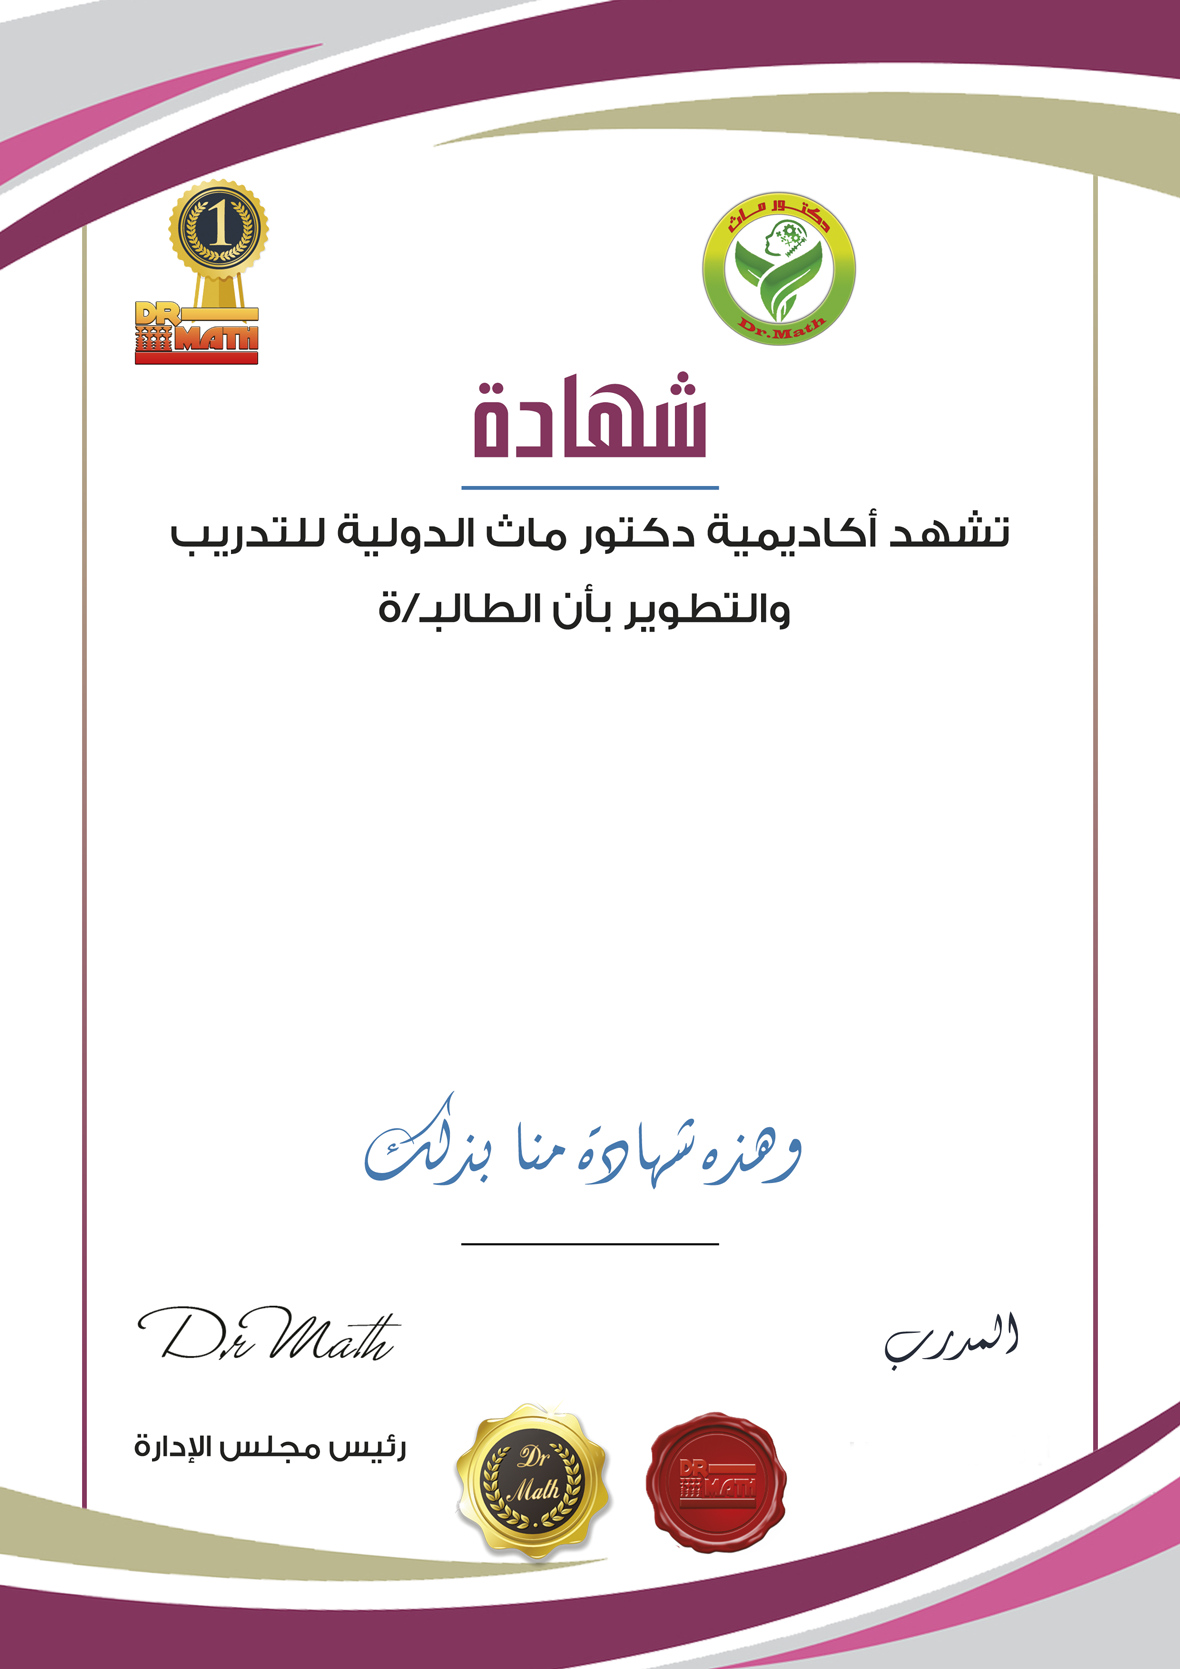 1
DR
MATH
دكتور ماث
Dr.Math
شهادة
تشهد أكاديمية دكتور ماث الدولية للتدريب
والتطوير بأن الطالبـ/ة
وهذه شهادة منا بذلك
Dr Math
المدرب
رئيس مجلس الإدارة
Dr
Math
DR
MATH